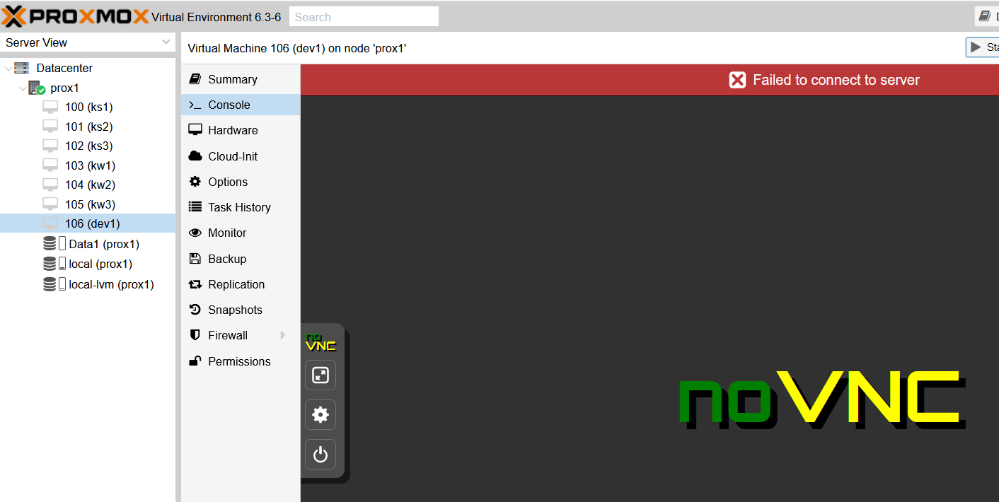 PROXMOX Virtual Environment 6.3-6 Search
Server View
Virtual Machine 106 (dev1) on node 'prox1'
Datacenter
prox1
100 (ks1)
101 (ks2)
102 (ks3)
103 (kw1)
104 (kw2)
105 (kw3)
106 (dev1)
Data1 (prox1)
local (prox1)
local-lvm (prox1)
Summary
Console
Hardware
Cloud-Init
Options
Task History
Monitor
Backup
Replication
Snapshots
Firewall
Permissions
Failed to connect to server
no
VNC
noVNC